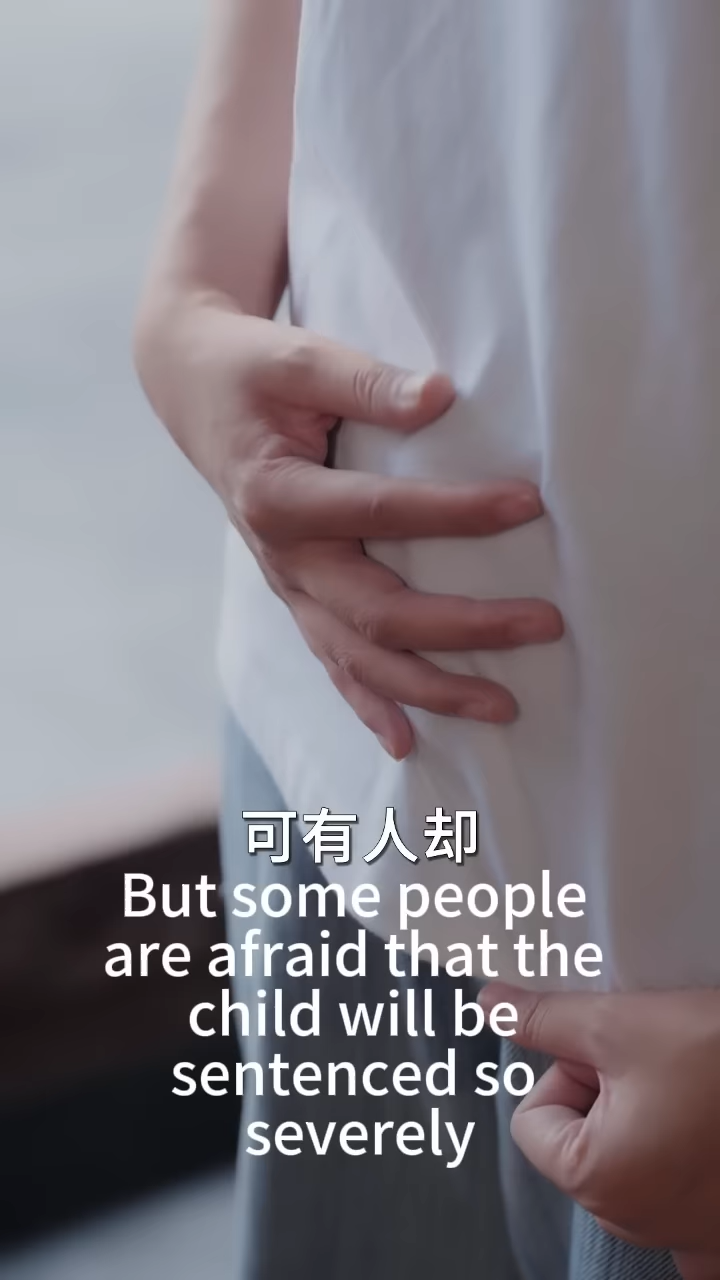 可有人却
But some people
are afraid that the
child will be
sentenced so
severely